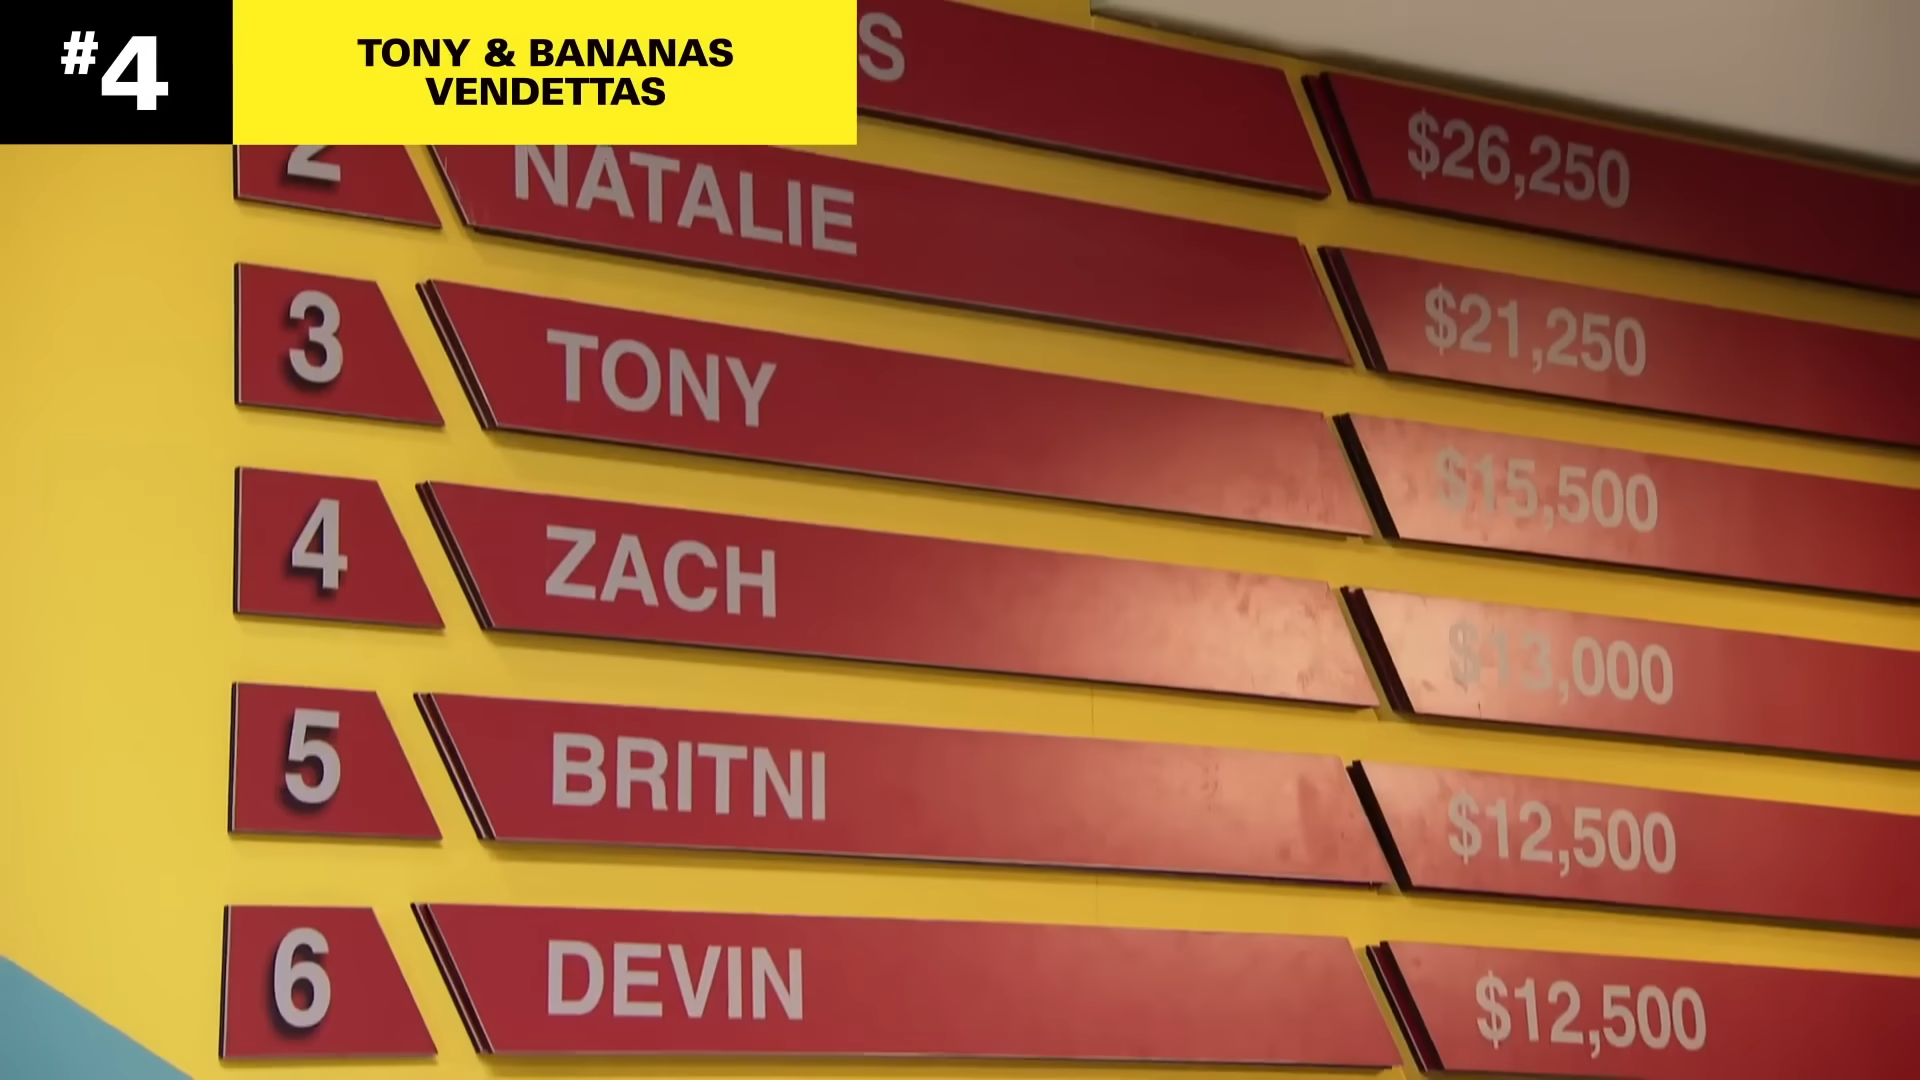 #4
TONY & BANANAS
VENDETTAS
S $26,250
2 NATALIE $21,250
3 TONY $15,500
4 ZACH $13,000
5 BRITNI $12,500
6 DEVIN $12,500